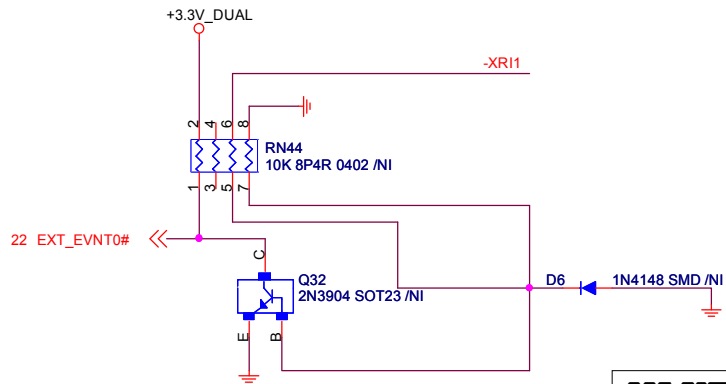 +3.3V_DUAL
-XRI1
2 4 6 8
RN44
10K 8P4R 0402 /NI
1 3 5 7
22 EXT_EVNT0#
C
Q32
2N3904 SOT23 /NI
D6 1N4148 SMD /NI
E B